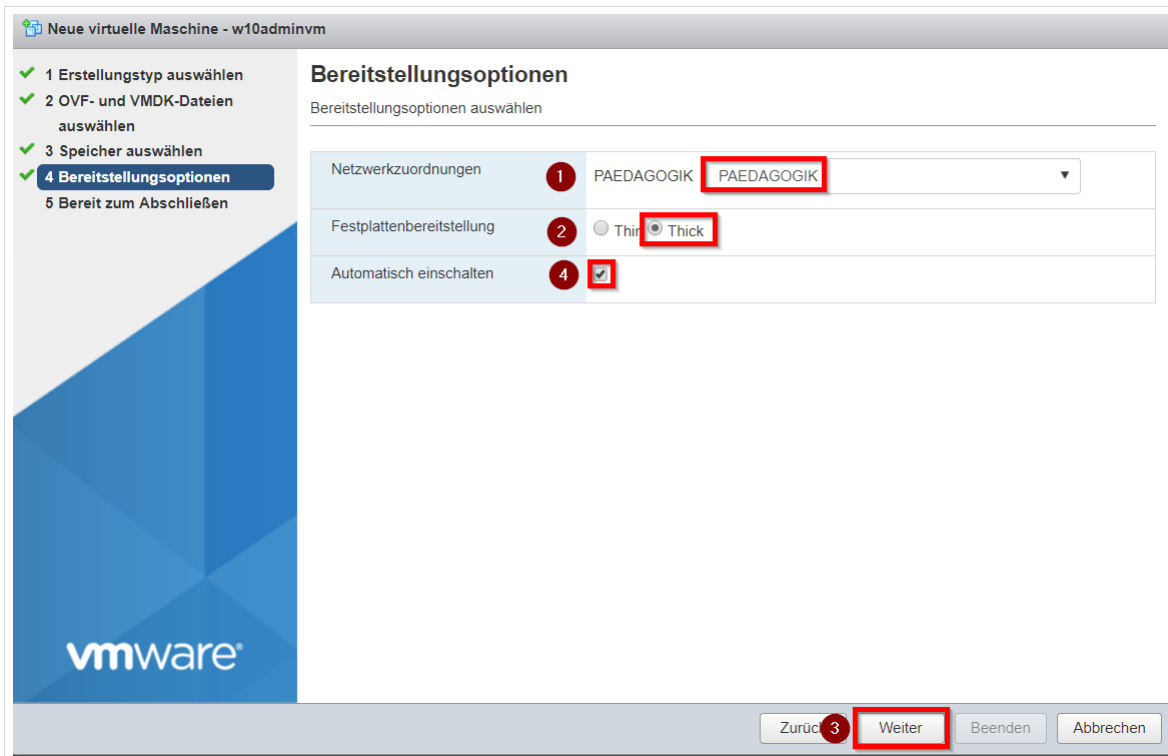 Neue virtuelle Maschine - w10adminvm
1 Erstellungstyp auswählen
2 OVF- und VMDK-Dateien
auswählen
3 Speicher auswählen
4 Bereitstellungsoptionen
5 Bereit zum Abschließen
Bereitstellungsoptionen
Bereitstellungsoptionen auswählen
Netzwerkzuordnungen 1 PAEDAGOGIK PAEDAGOGIK
Festplattenbereitstellung 2 Thin Thick
Automatisch einschalten 4
vmware®
Zurück 3 Weiter Beenden Abbrechen